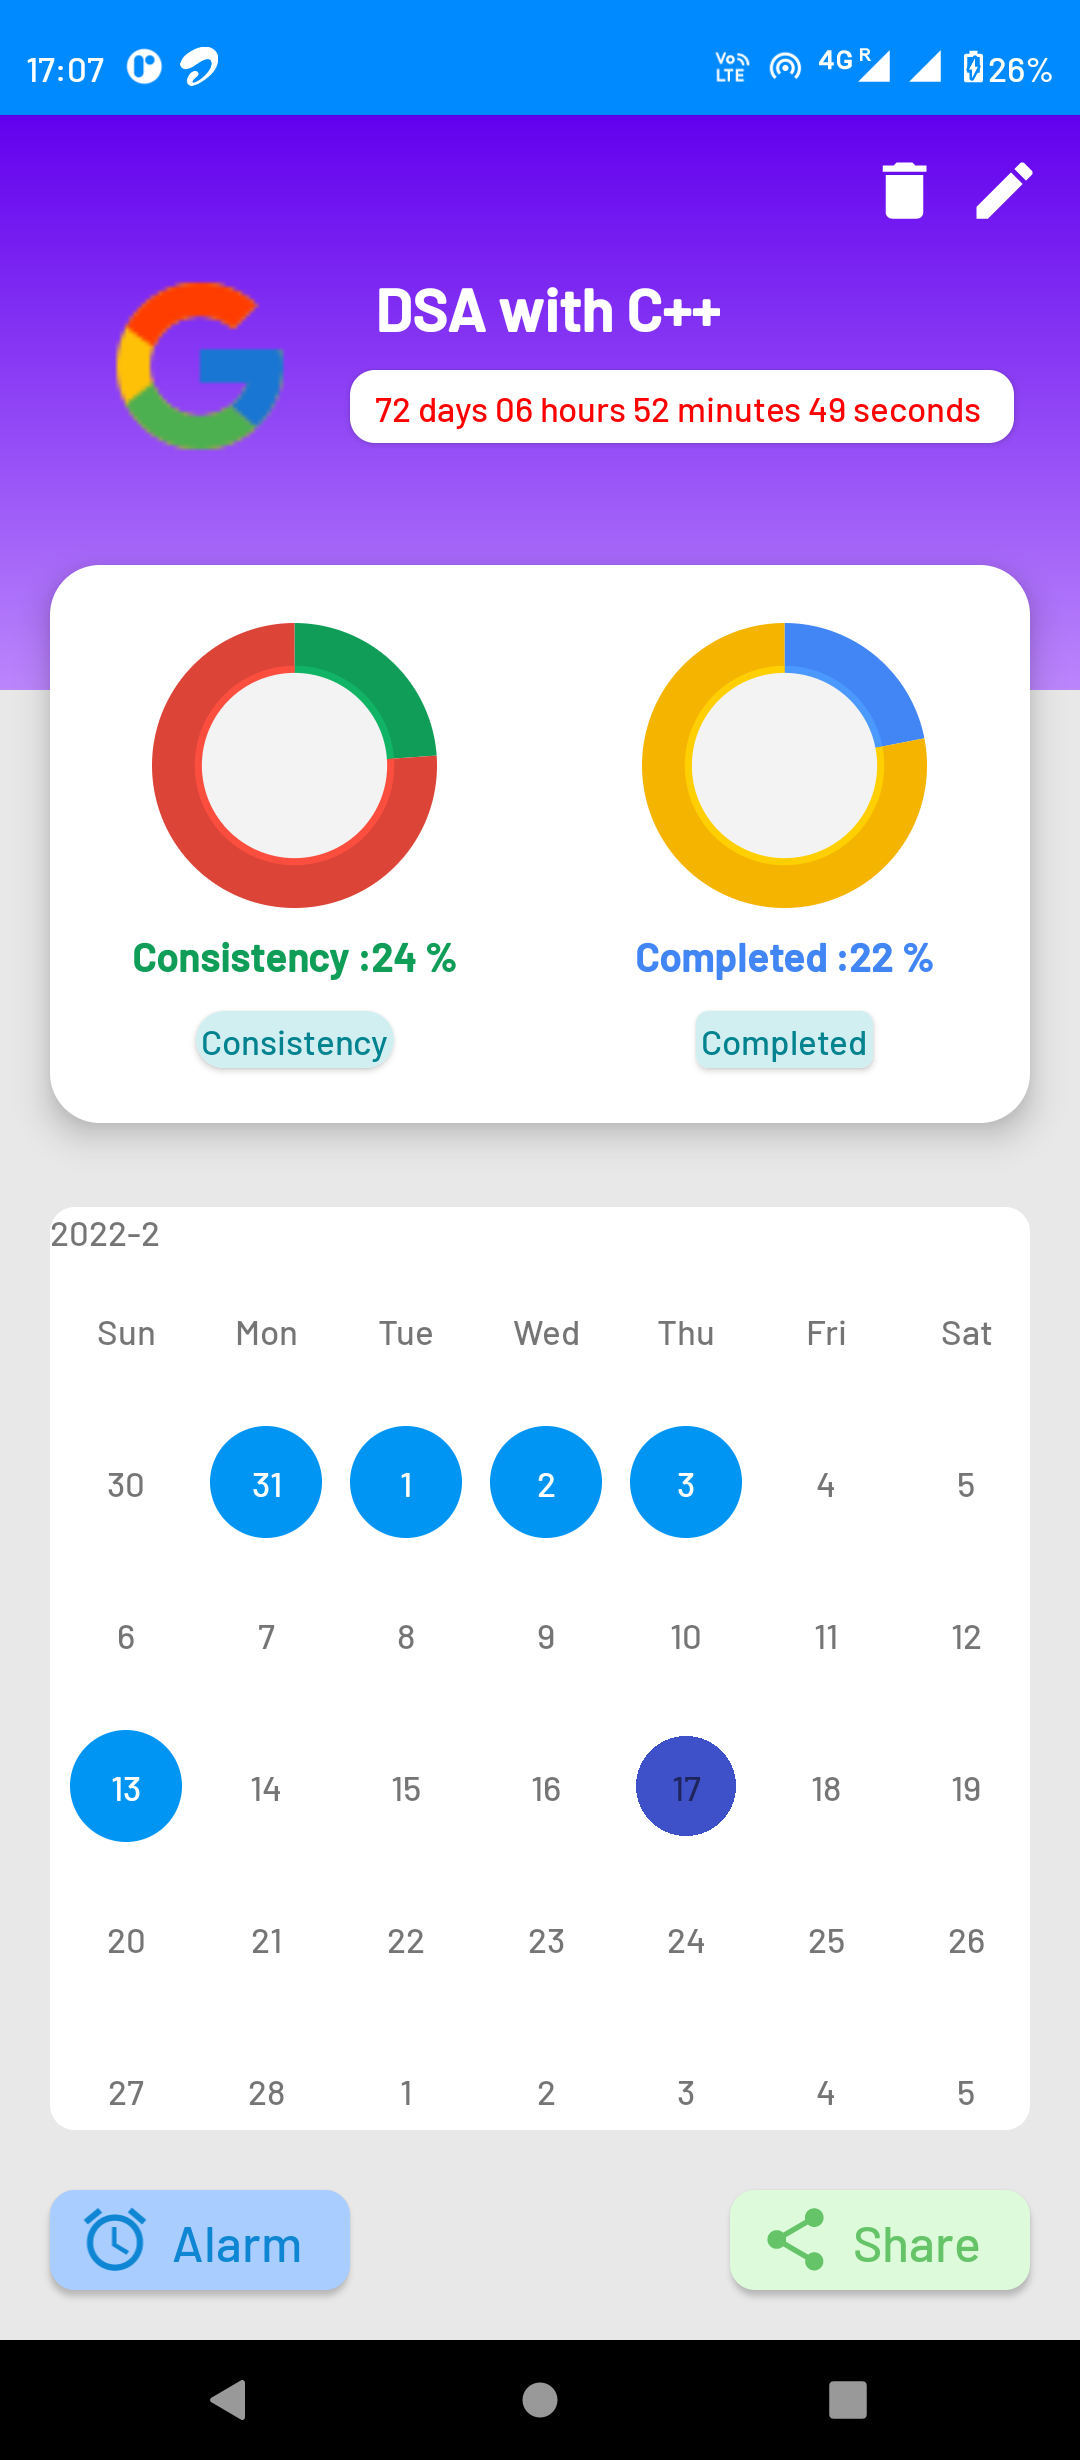 17:07 Vo LTE 4G R 26%
DSA with C++
72 days 06 hours 52 minutes 49 seconds
Consistency :24 % Completed :22 %
Consistency Completed
2022-2
Sun Mon Tue Wed Thu Fri Sat
30 31 1 2 3 4 5
6 7 8 9 10 11 12
13 14 15 16 17 18 19
20 21 22 23 24 25 26
27 28 1 2 3 4 5
Alarm Share